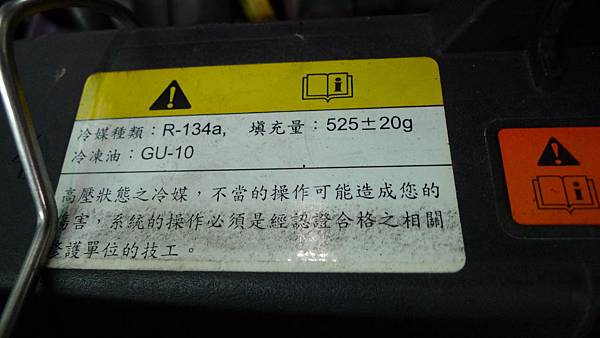 冷媒種類：R-134a, 填充量：525±20g
冷凍油：GU-10
高壓狀態之冷媒，不當的操作可能造成您的
傷害，系統的操作必須是經認證合格之相關
修護單位的技工。